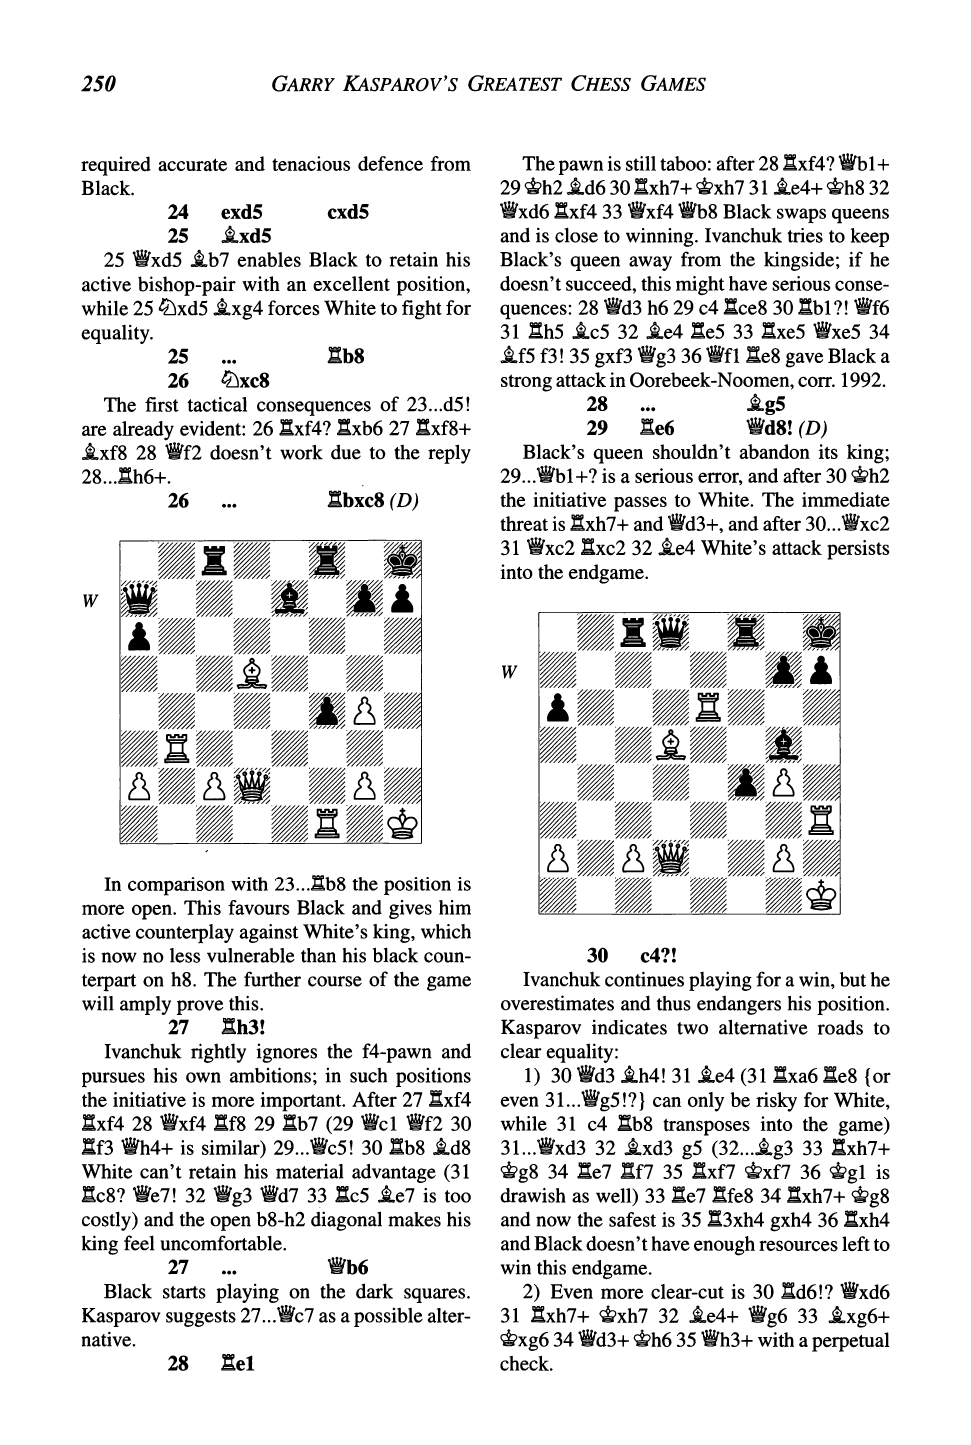 250
GARRY KASPAROV'S GREATEST CHESS GAMES
required accurate and tenacious defence from
Black.
24 exd5 cxd5
25 ♗xd5
25 ♕xd5 ♗b7 enables Black to retain his
active bishop-pair with an excellent position,
while 25 ♘xd5 ♗xg4 forces White to fight for
equality.
25 ... ♖b8
26 ♘xc8
The first tactical consequences of 23...d5!
are already evident: 26 ♖xf4? ♖xb6 27 ♖xf8+
♗xf8 28 ♕f2 doesn't work due to the reply
28...♖h6+.
26 ... ♖bxc8 (D)
W
In comparison with 23...♖b8 the position is
more open. This favours Black and gives him
active counterplay against White's king, which
is now no less vulnerable than his black coun-
terpart on h8. The further course of the game
will amply prove this.
27 ♖h3!
Ivanchuk rightly ignores the f4-pawn and
pursues his own ambitions; in such positions
the initiative is more important. After 27 ♖xf4
♖xf4 28 ♕xf4 ♖f8 29 ♖b7 (29 ♕c1 ♕f2 30
♖f3 ♕h4+ is similar) 29...♕c5! 30 ♖b8 ♗d8
White can't retain his material advantage (31
♖c8? ♕e7! 32 ♕g3 ♕d7 33 ♖c5 ♗e7 is too
costly) and the open b8-h2 diagonal makes his
king feel uncomfortable.
27 ... ♕b6
Black starts playing on the dark squares.
Kasparov suggests 27...♕c7 as a possible alter-
native.
28 ♖e1
The pawn is still taboo: after 28 ♖xf4? ♕b1+
29 ♔h2 ♗d6 30 ♖xh7+ ♔xh7 31 ♗e4+ ♔h8 32
♕xd6 ♖xf4 33 ♕xf4 ♕b8 Black swaps queens
and is close to winning. Ivanchuk tries to keep
Black's queen away from the kingside; if he
doesn't succeed, this might have serious conse-
quences: 28 ♕d3 h6 29 c4 ♖ce8 30 ♖b1?! ♕f6
31 ♖h5 ♗c5 32 ♗e4 ♖e5 33 ♖xe5 ♕xe5 34
♗f5 f3! 35 gxf3 ♕g3 36 ♕f1 ♖e8 gave Black a
strong attack in Oorebeek-Noomen, corr. 1992.
28 ... ♗g5
29 ♖e6 ♕d8! (D)
Black's queen shouldn't abandon its king;
29...♕b1+? is a serious error, and after 30 ♔h2
the initiative passes to White. The immediate
threat is ♖xh7+ and ♕d3+, and after 30...♕xc2
31 ♕xc2 ♖xc2 32 ♗e4 White's attack persists
into the endgame.
W
30 c4?!
Ivanchuk continues playing for a win, but he
overestimates and thus endangers his position.
Kasparov indicates two alternative roads to
clear equality:
1) 30 ♕d3 ♗h4! 31 ♗e4 (31 ♖xa6 ♖e8 {or
even 31...♕g5!?} can only be risky for White,
while 31 c4 ♖b8 transposes into the game)
31...♕xd3 32 ♗xd3 g5 (32...♗g3 33 ♖xh7+
♔g8 34 ♖e7 ♖f7 35 ♖xf7 ♔xf7 36 ♔g1 is
drawish as well) 33 ♖e7 ♖fe8 34 ♖xh7+ ♔g8
and now the safest is 35 ♖3xh4 gxh4 36 ♖xh4
and Black doesn't have enough resources left to
win this endgame.
2) Even more clear-cut is 30 ♖d6!? ♕xd6
31 ♖xh7+ ♔xh7 32 ♗e4+ ♕g6 33 ♗xg6+
♔xg6 34 ♕d3+ ♔h6 35 ♕h3+ with a perpetual
check.